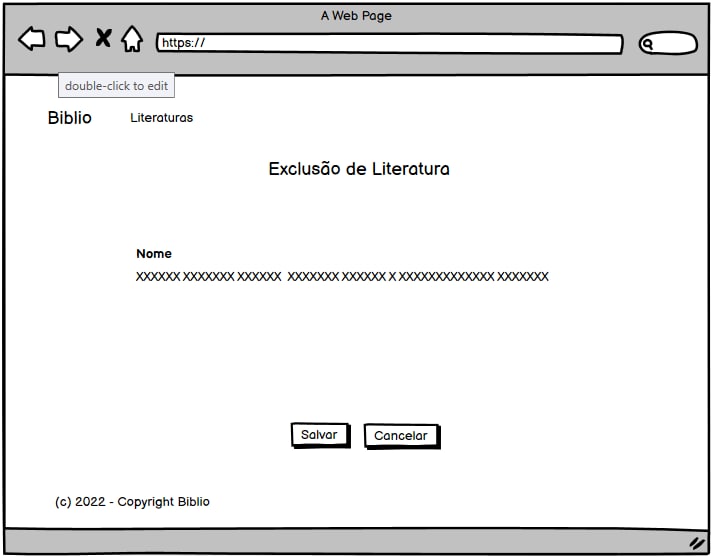 A Web Page
https://
double-click to edit
Biblio Literaturas
Exclusão de Literatura
Nome
XXXXXX XXXXXXX XXXXXX XXXXXXX XXXXXX X XXXXXXXXXXXXX XXXXXXX
Salvar Cancelar
(c) 2022 - Copyright Biblio